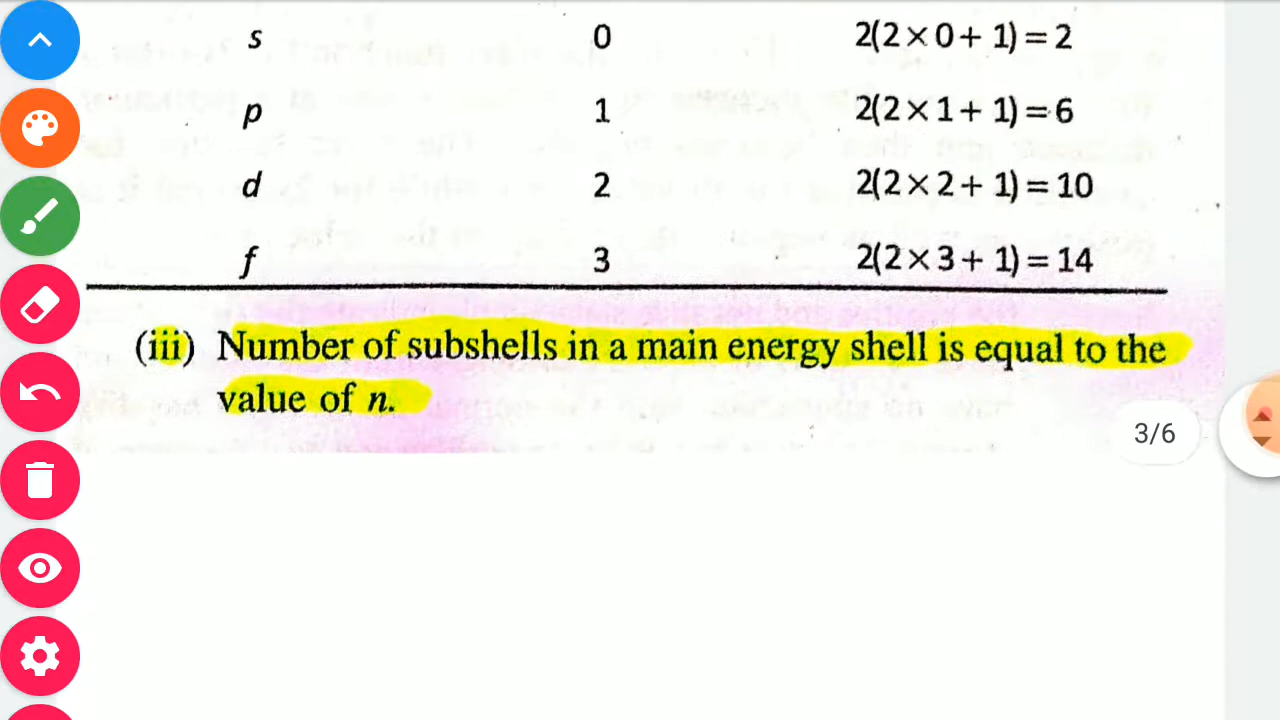 s 0 2(2×0+ 1)=2
p 1 2(2×1+ 1)=6
d 2 2(2×2+ 1)=10
f 3 2(2×3+ 1)=14
(iii) Number of subshells in a main energy shell is equal to the
value of n.
3/6